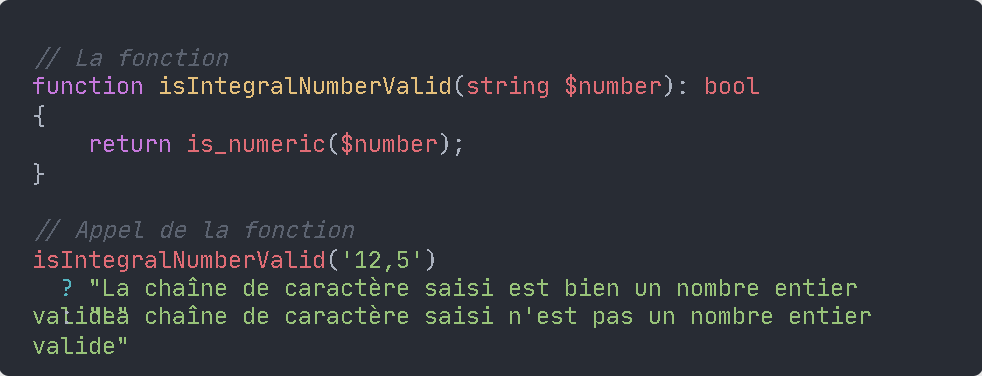 // La fonction
function isIntegralNumberValid(string $number): bool
{
    return is_numeric($number);
}
// Appel de la fonction
isIntegralNumberValid('12,5')
  ? "La chaîne de caractère saisi est bien un nombre entier
valide"
  : "La chaîne de caractère saisi n'est pas un nombre entier
valide"